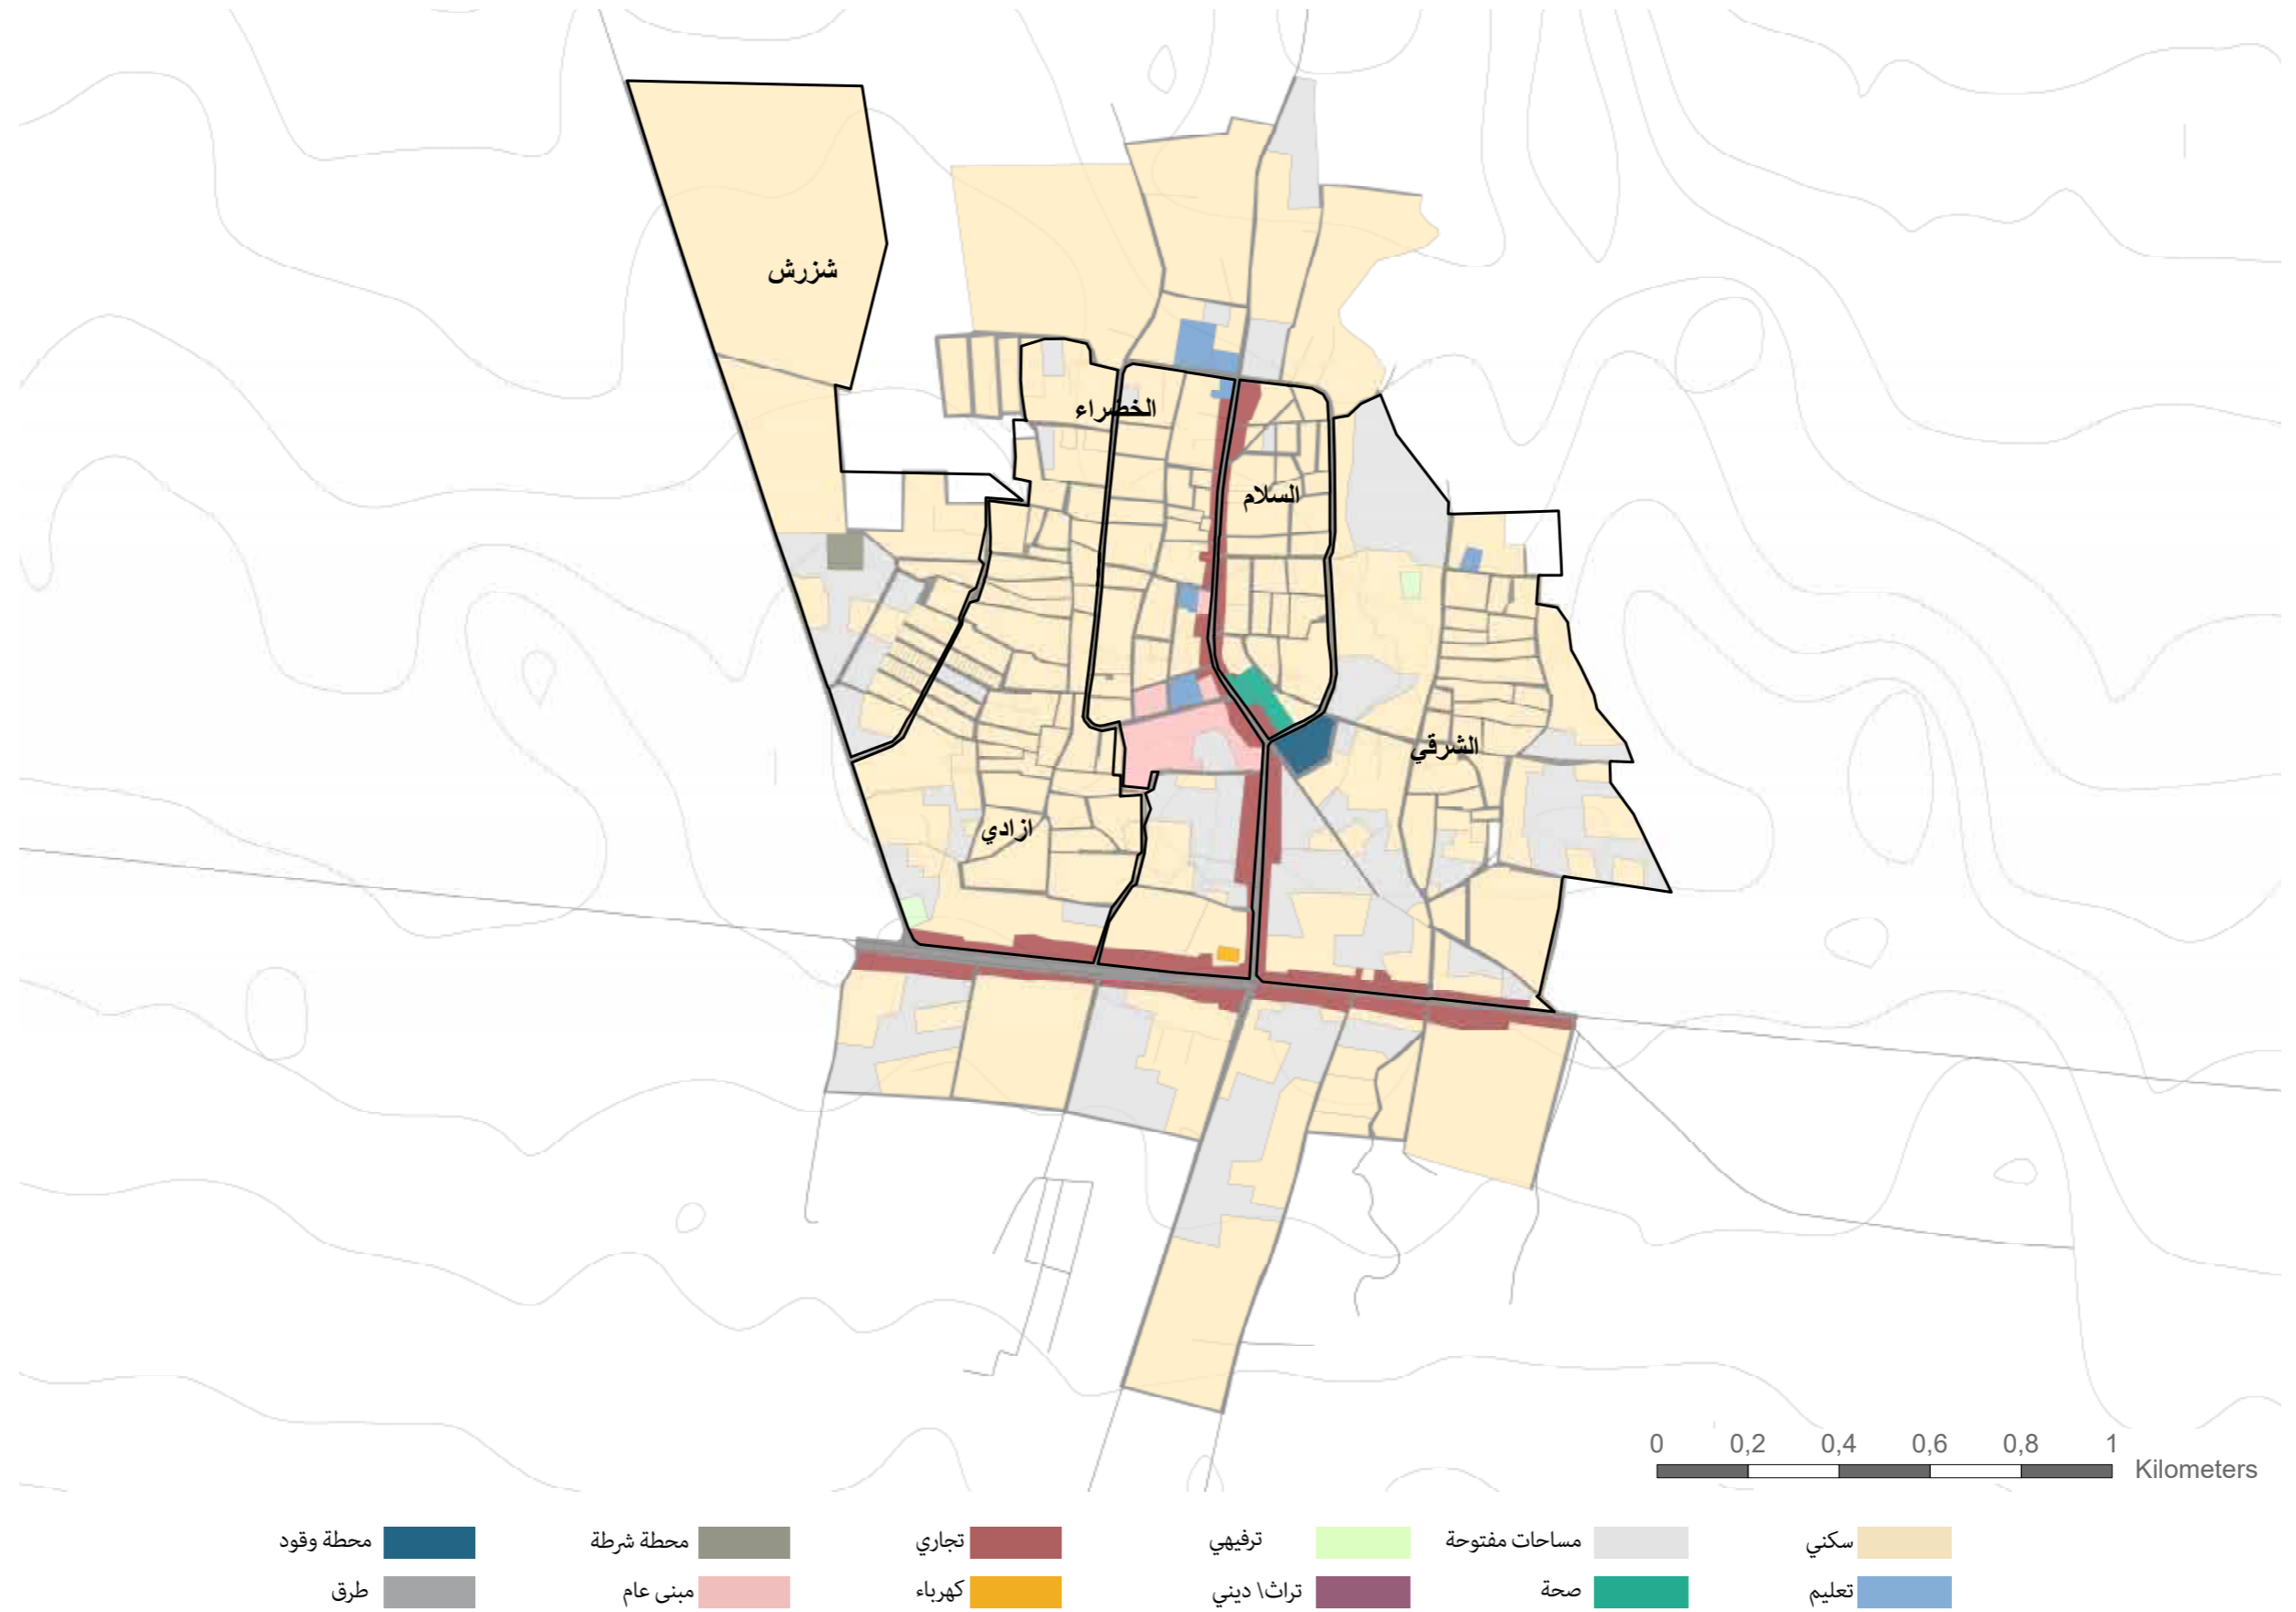 شزرش
الخضراء
السلام
الشرقي
ازادي
0 0,2 0,4 0,6 0,8 1
Kilometers
سكني
مساحات مفتوحة
ترفيهي
تجاري
محطة شرطة
محطة وقود
تعليم
صحة
تراث\ ديني
كهرباء
مبنى عام
طرق